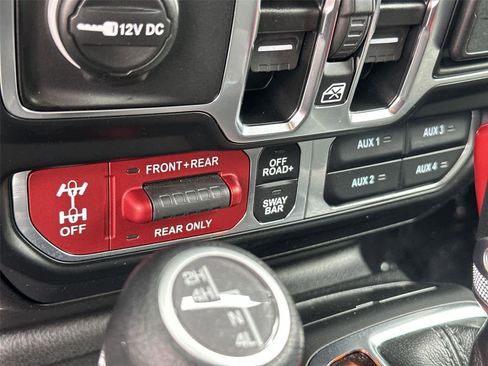 12V DC
FRONT+REAR
OFF
REAR ONLY
OFF
ROAD+
SWAY
BAR
AUX 1
AUX 3
AUX 2
AUX 4
2H
4H
N
4L